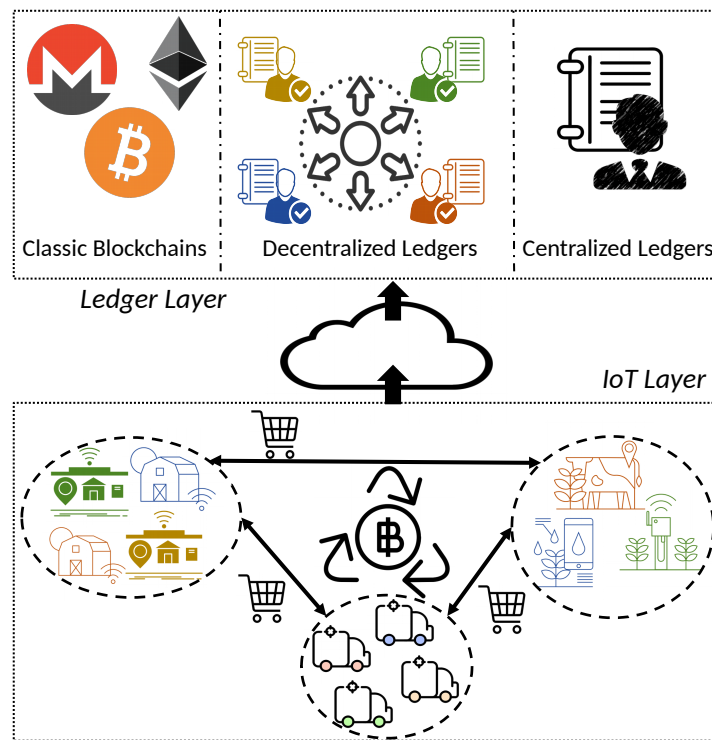 Classic Blockchains
Decentralized Ledgers
Centralized Ledgers
Ledger Layer
IoT Layer